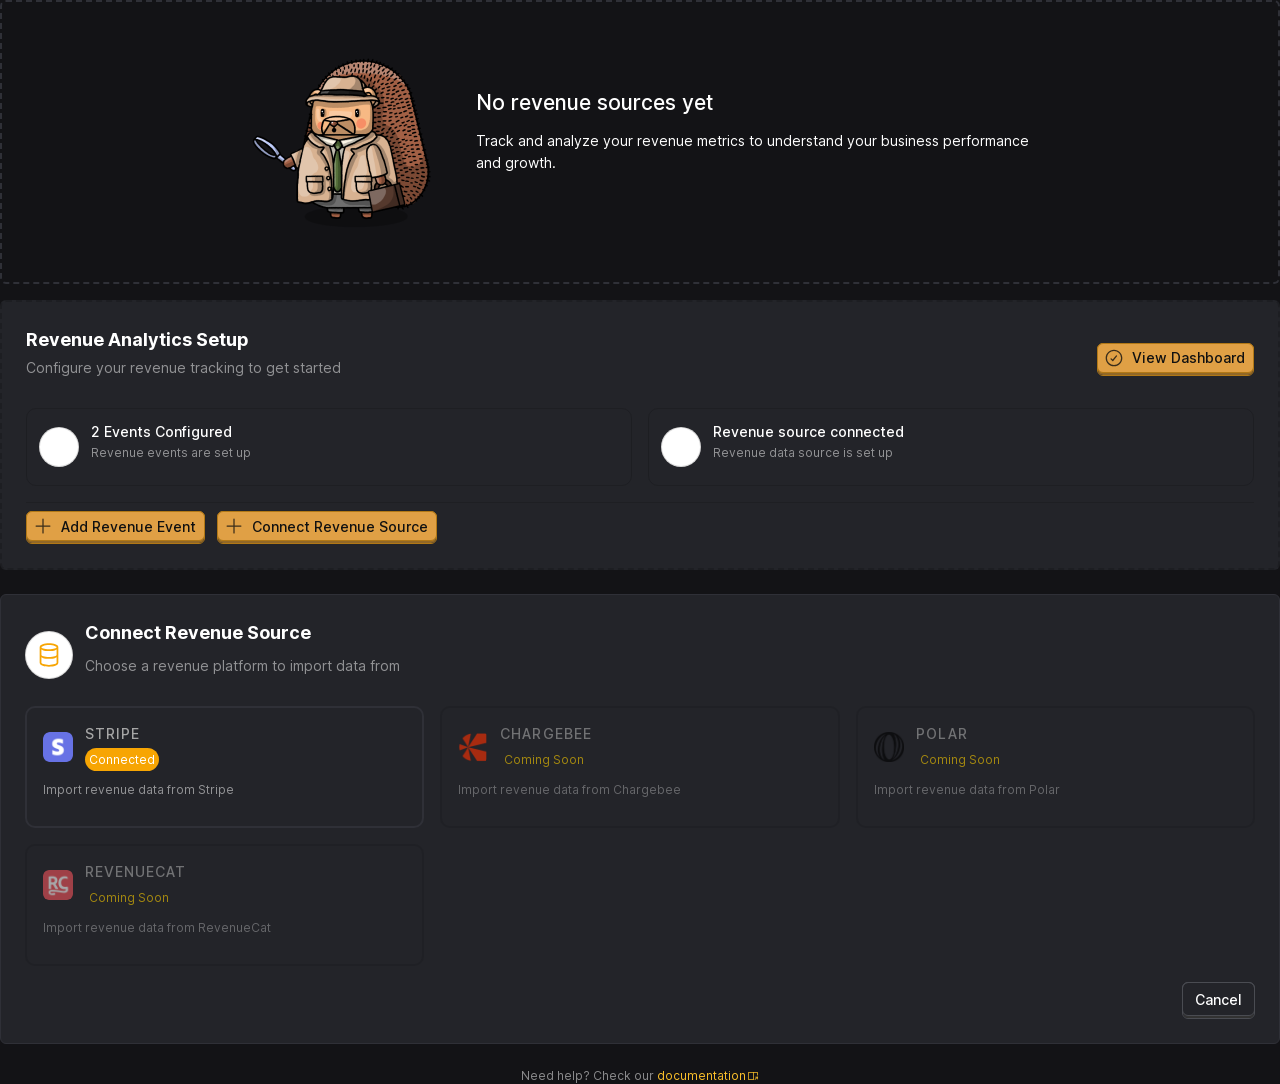 No revenue sources yet
Track and analyze your revenue metrics to understand your business performance
and growth.
Revenue Analytics Setup
Configure your revenue tracking to get started
View Dashboard
2 Events Configured
Revenue events are set up
Revenue source connected
Revenue data source is set up
Add Revenue Event
Connect Revenue Source
Connect Revenue Source
Choose a revenue platform to import data from
S
STRIPE
Connected
Import revenue data from Stripe
CHARGEBEE
Coming Soon
Import revenue data from Chargebee
POLAR
Coming Soon
Import revenue data from Polar
RC
REVENUECAT
Coming Soon
Import revenue data from RevenueCat
Cancel
Need help? Check our documentation